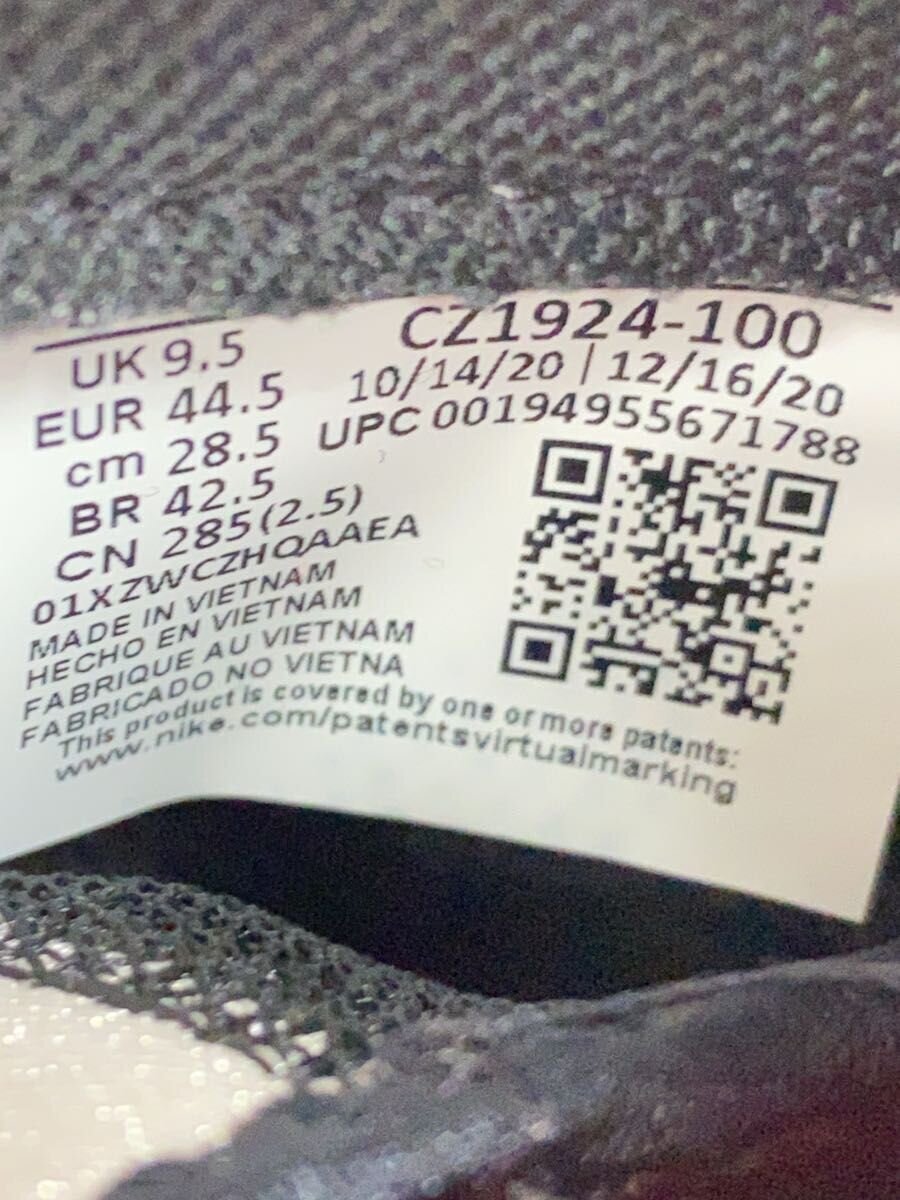 UK 9.5
EUR 44.5
cm 28.5
BR 42.5
CN 285(2.5)
01XZWCZHQAAEA
MADE IN VIETNAM
HECHO EN VIETNAM
FABRIQUE AU VIETNAM
FABRICADO NO VIETNA
CZ1924-100
10/14/20 | 12/16/20
UPC 00194955671788
This product is covered by one or more patents:
www.nike.com/patentsvirtualmarking